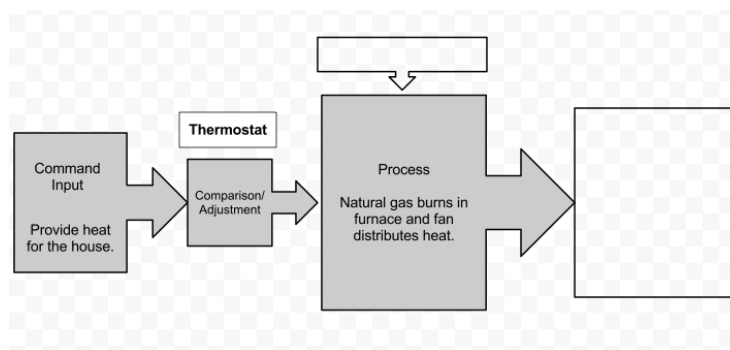 Thermostat
Command
Input
Provide heat
for the house.
Comparison/
Adjustment
Process
Natural gas burns in
furnace and fan
distributes heat.